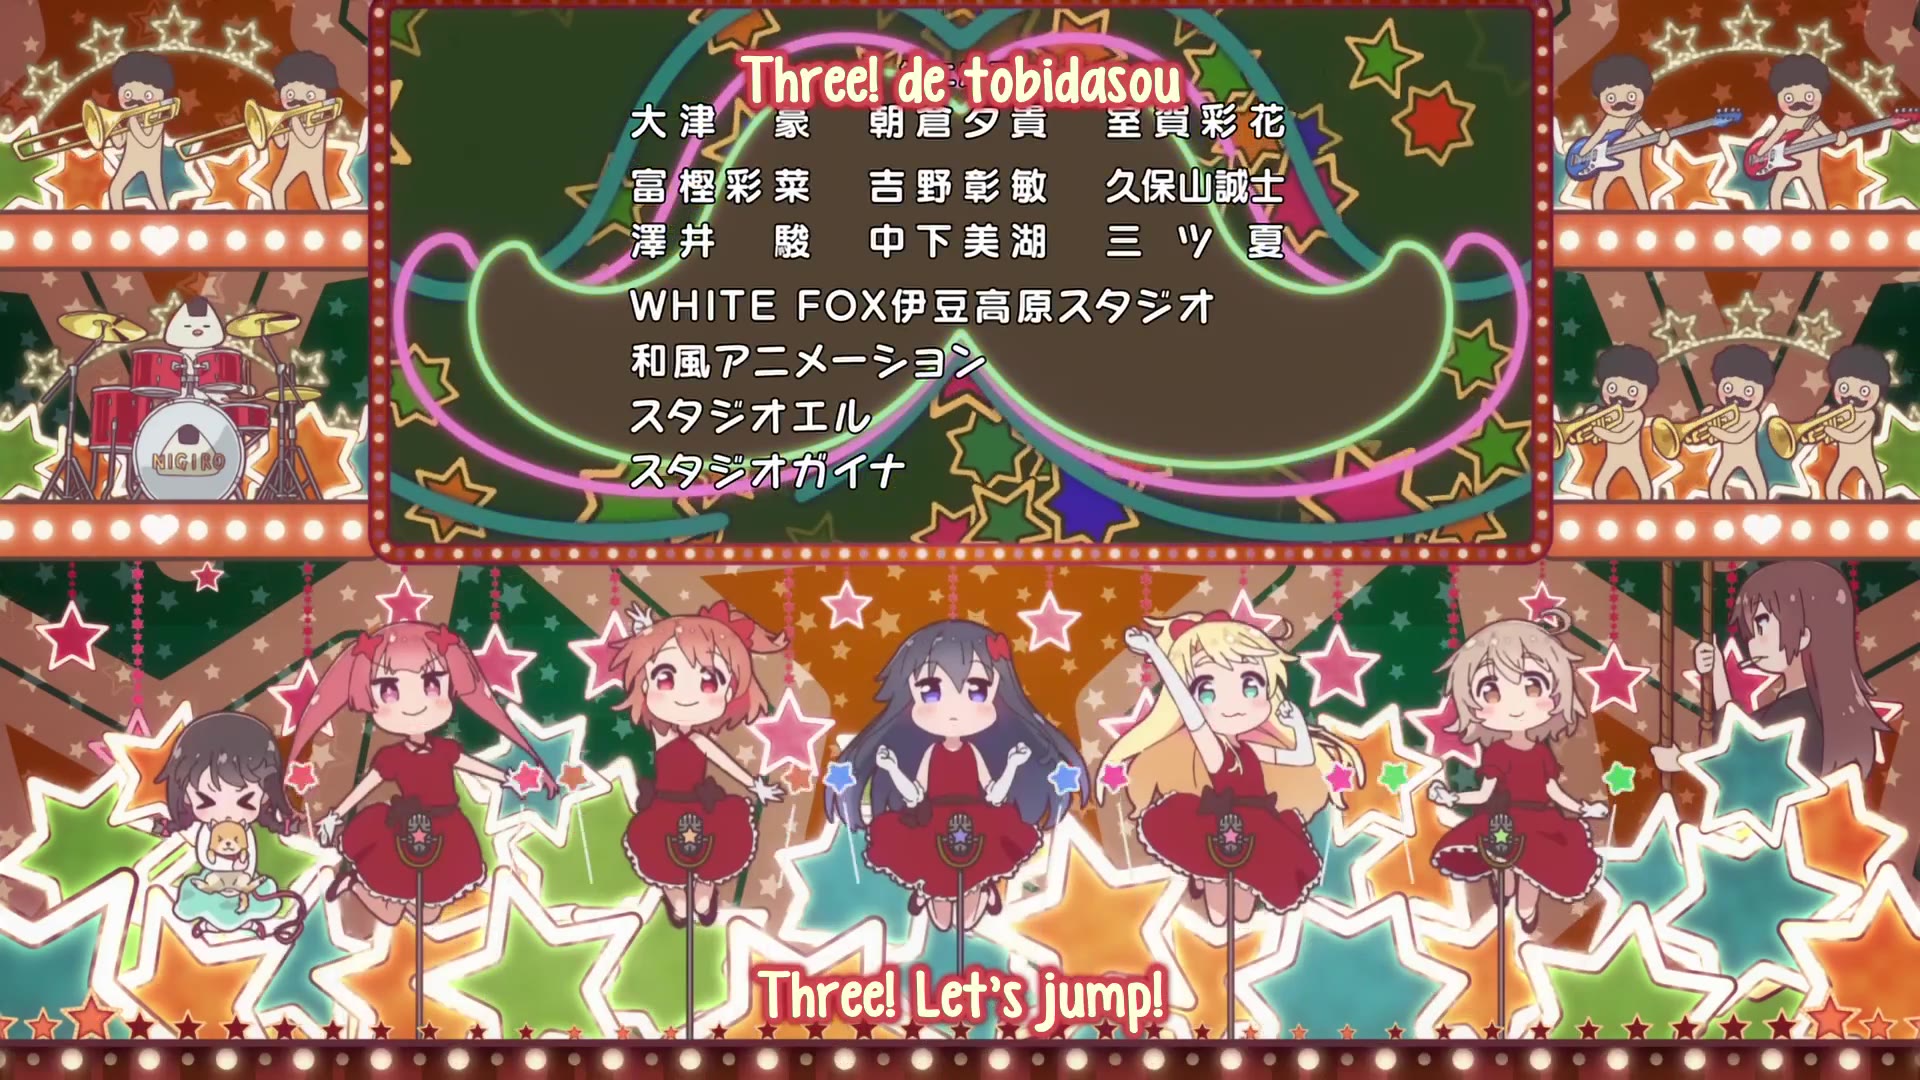 Three! de tobidasou
大津 豪 朝倉夕貴 室賀彩花
富樫彩菜 吉野彰敏 久保山誠士
澤井 駿 中下美湖 三ツ夏
WHITE FOX伊豆高原スタジオ
和風アニメーション
スタジオエル
スタジオガイナ
NIGIRO
Three! Let's jump!